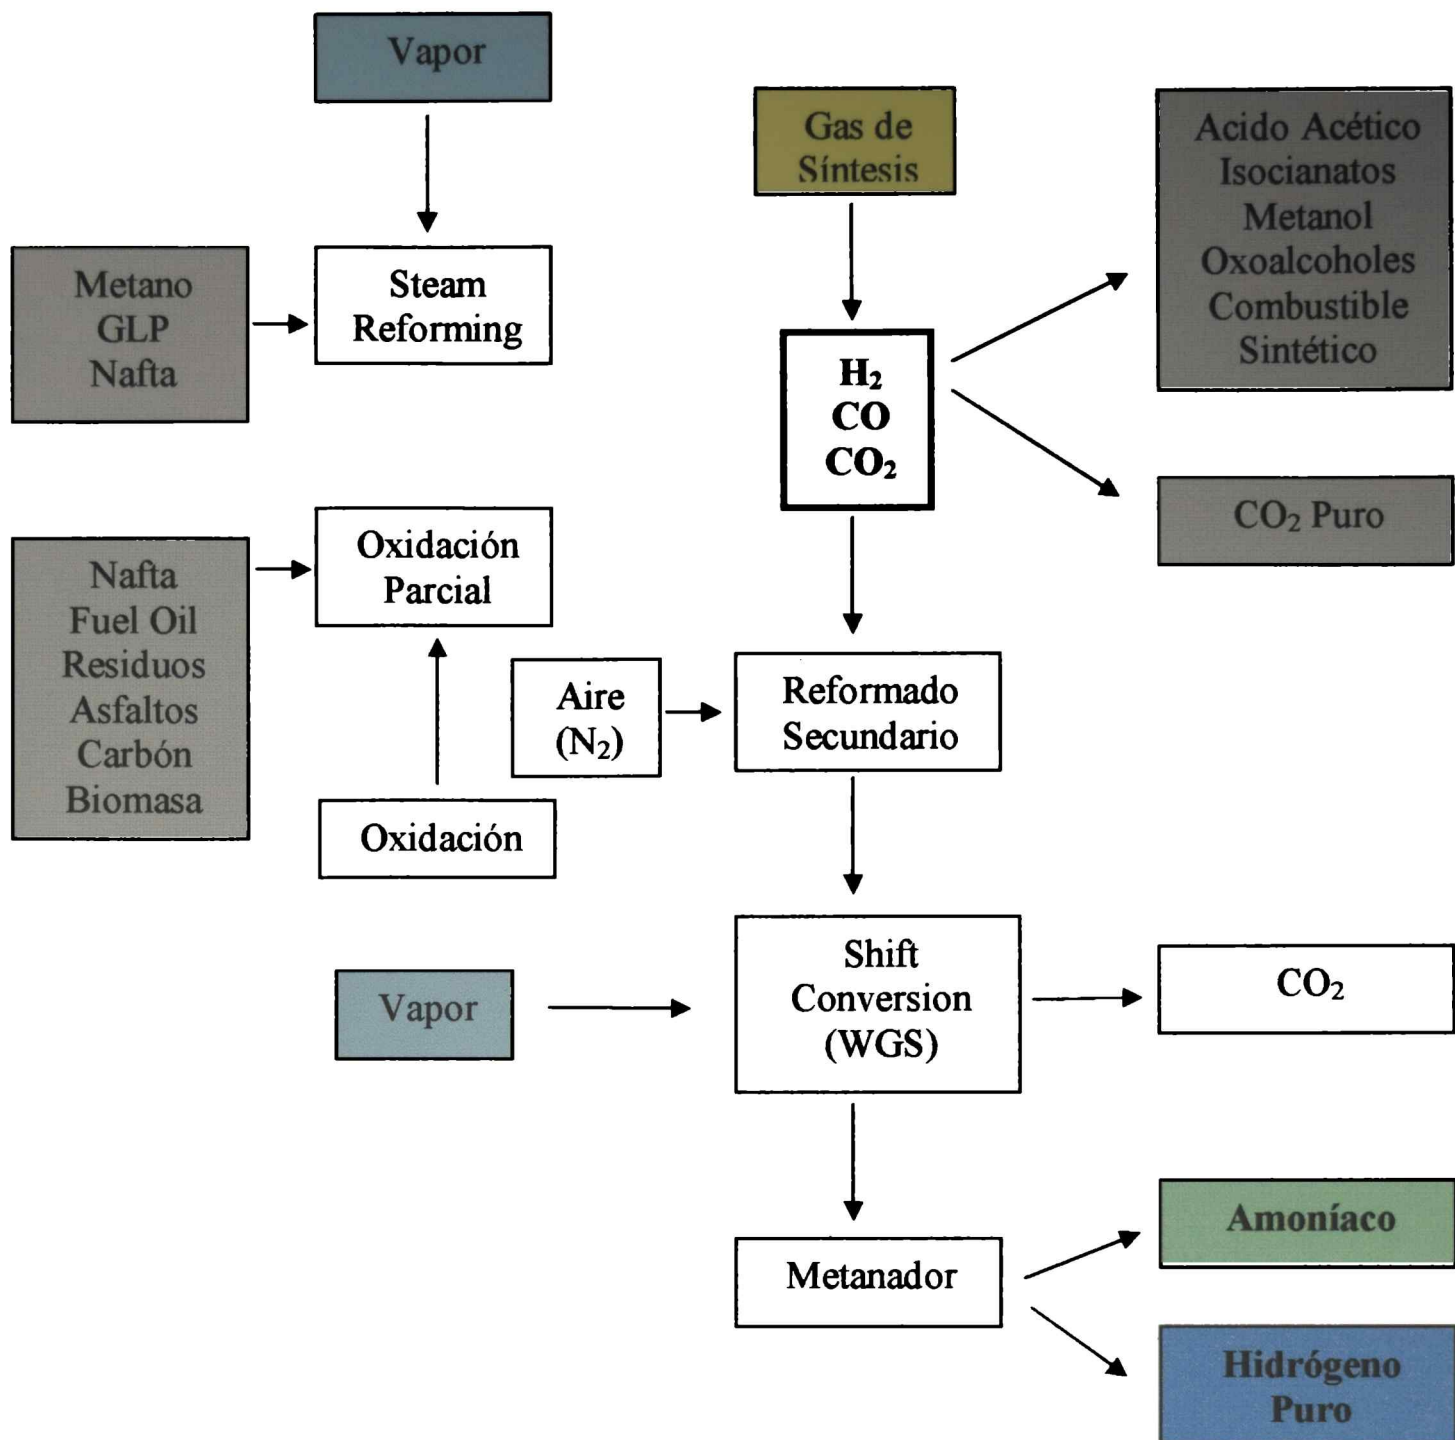 Vapor
Metano
GLP
Nafta
Steam
Reforming
Nafta
Fuel Oil
Residuos
Asfaltos
Carbón
Biomasa
Oxidación
Parcial
Oxidación
Gas de
Síntesis
H₂
CO
CO₂
Acido Acético
Isocianatos
Metanol
Oxoalcoholes
Combustible
Sintético
CO₂ Puro
Aire
(N₂)
Reformado
Secundario
Vapor
Shift
Conversion
(WGS)
CO₂
Metanador
Amoníaco
Hidrógeno
Puro